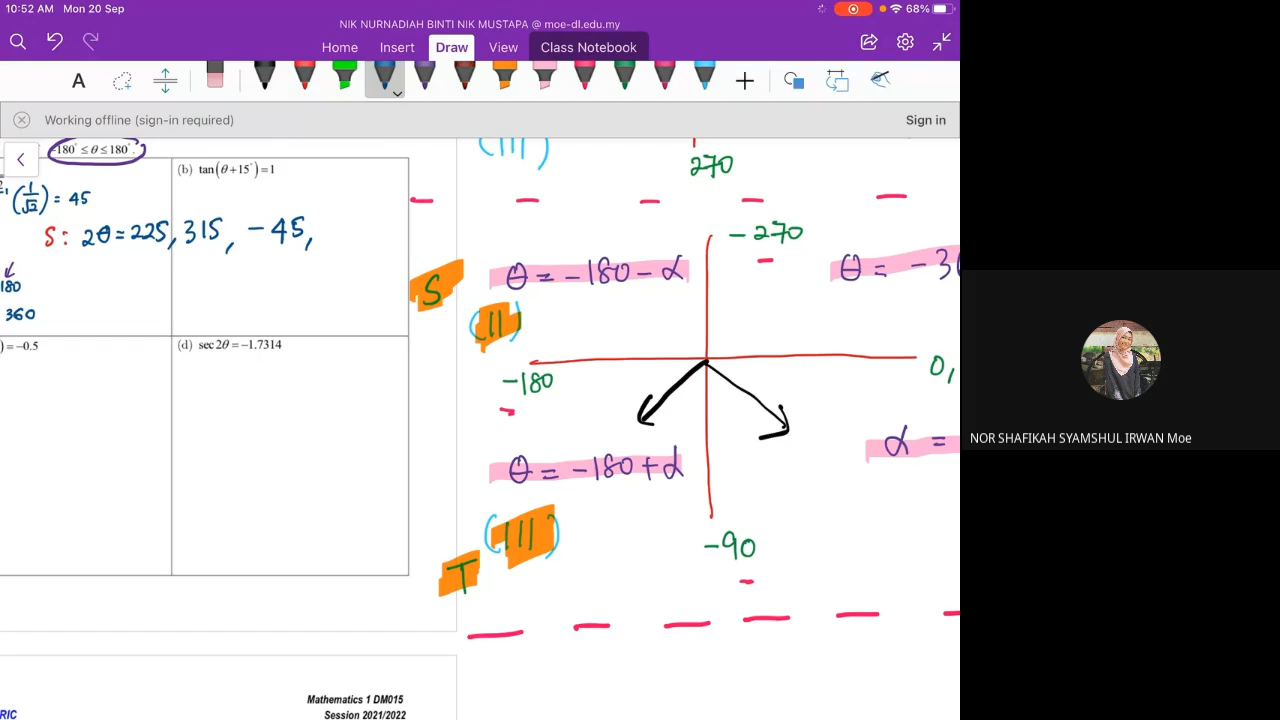 10:52 AM Mon 20 Sep
68%
NIK NURNADIAH BINTI NIK MUSTAPA @ moe-dl.edu.my
Home Insert Draw View Class Notebook
A
Working offline (sign-in required) Sign in
-180° ≤ θ ≤ 180°.
(b) tan(θ+15°)=1
(1/√2) = 45
S: 2θ = 225, 315, -45,
180
360
)= -0.5
(d) sec 2θ = -1.7314
(III)
270
-270
θ = -180 - α
θ = -36
S
(II)
-180
0,
θ = -180 + α
α =
(III)
T
-90
Mathematics 1 DM015
Session 2021/2022
RIC
NOR SHAFIKAH SYAMSHUL IRWAN Moe